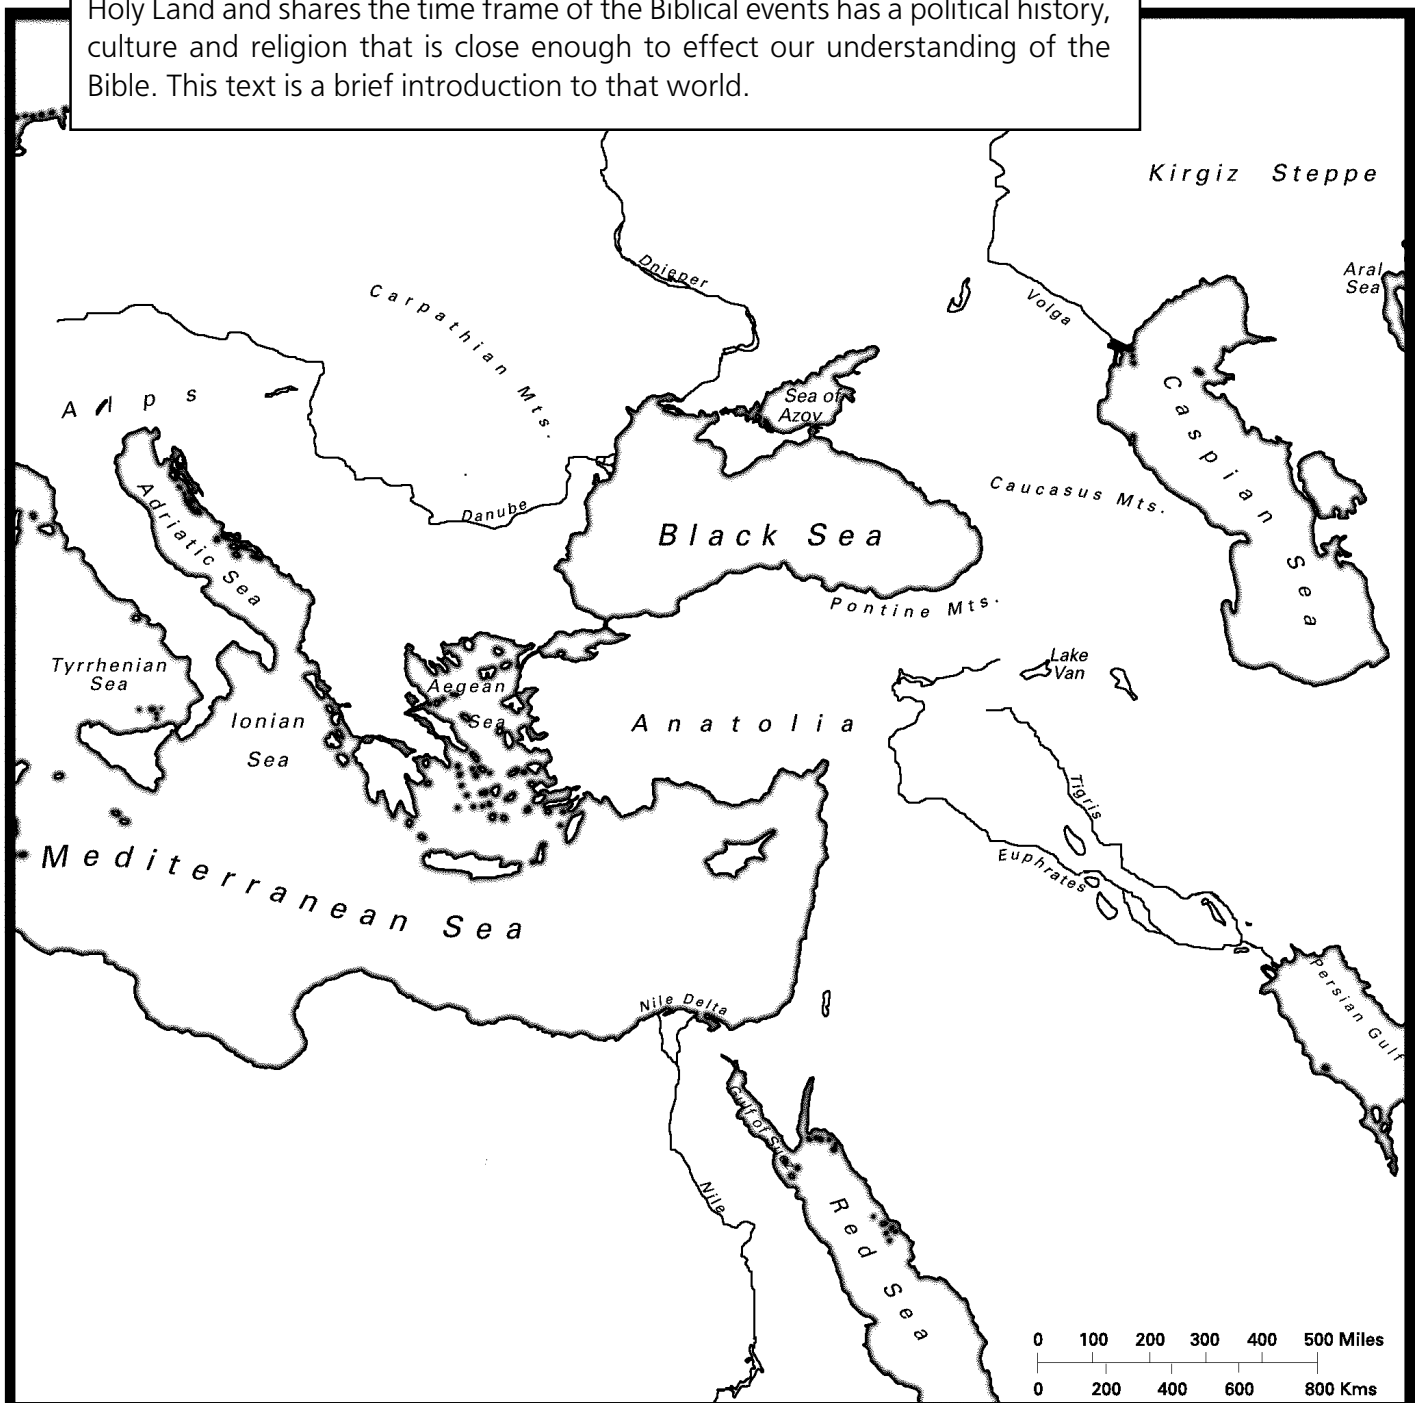 Holy Land and shares the time frame of the Biblical events has a political history,
culture and religion that is close enough to effect our understanding of the
Bible. This text is a brief introduction to that world.
Kirgiz Steppe
Dnieper
Aral
Sea
Carpathian Mts.
Volga
Alps
Sea of
Azov
Caspian Sea
Adriatic Sea
Danube
Caucasus Mts.
Black Sea
Pontine Mts.
Tyrrhenian
Sea
Aegean
Sea
Lake
Van
Ionian
Sea
Anatolia
Tigris
Mediterranean Sea
Euphrates
Persian Gulf
Nile Delta
Gulf of Su
Nile
Red Sea
0 100 200 300 400 500 Miles
0 200 400 600 800 Kms